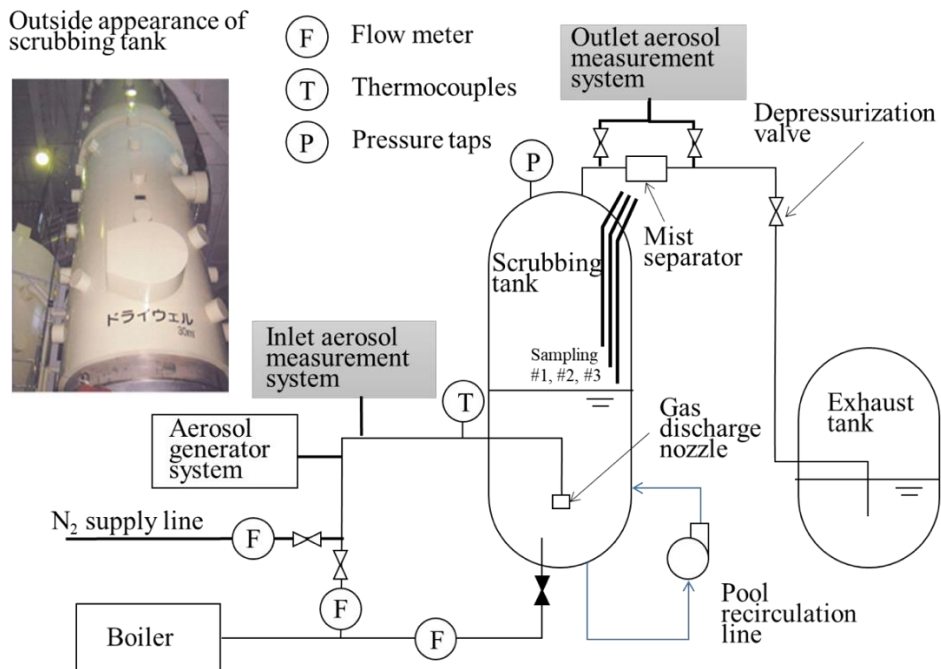 Outside appearance of
scrubbing tank
F Flow meter
T Thermocouples
P Pressure taps
Outlet aerosol
measurement
system
Depressurization
valve
P
Mist
separator
Scrubbing
tank
ドライウェル
30m³
Inlet aerosol
measurement
system
Sampling
#1, #2, #3
T
Gas
discharge
nozzle
Exhaust
tank
Aerosol
generator
system
N₂ supply line
F
F
Boiler
F
Pool
recirculation
line